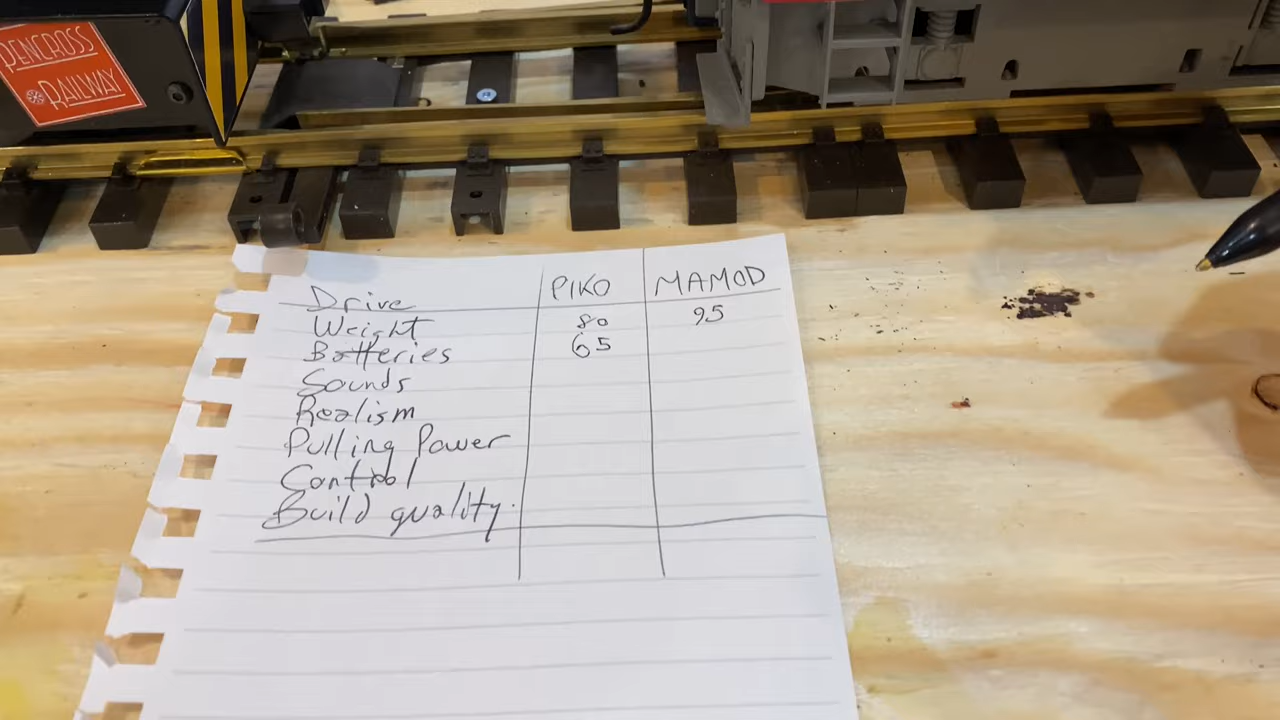 PENCROSS
RAILWAY
PIKO MAMOD
Drive
Weight 80 95
Batteries 65
Sounds
Realism
Pulling Power
Control
Build quality.